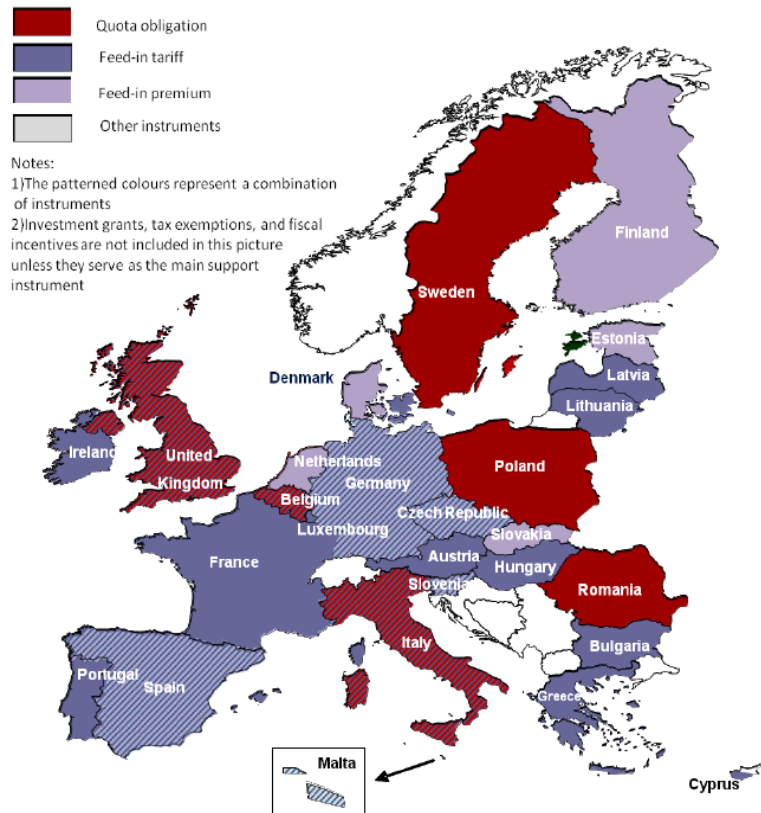 Quota obligation
Feed-in tariff
Feed-in premium
Other instruments
Notes:
1)The patterned colours represent a combination
of instruments
2)Investment grants, tax exemptions, and fiscal
incentives are not included in this picture
unless they serve as the main support
instrument
Finland
Sweden
Estonia
Denmark
Latvia
Lithuania
Ireland
United
Kingdom
Netherlands
Germany
Poland
Belgium
Czech Republic
Luxembourg
Slovakia
France
Austria
Hungary
Slovenia
Romania
Italy
Bulgaria
Portugal
Spain
Greece
Malta
Cyprus